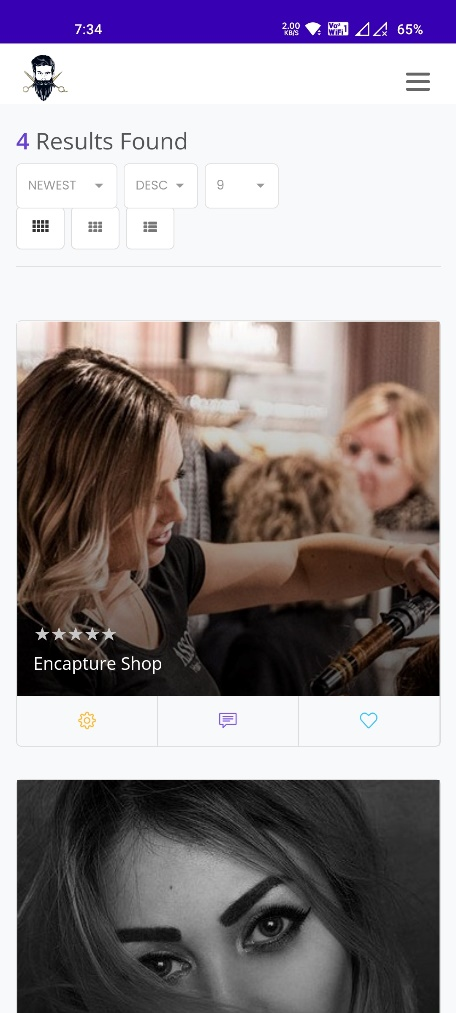 7:34
2.00
KB/S
65%
4 Results Found
NEWEST
DESC
9
Encapture Shop